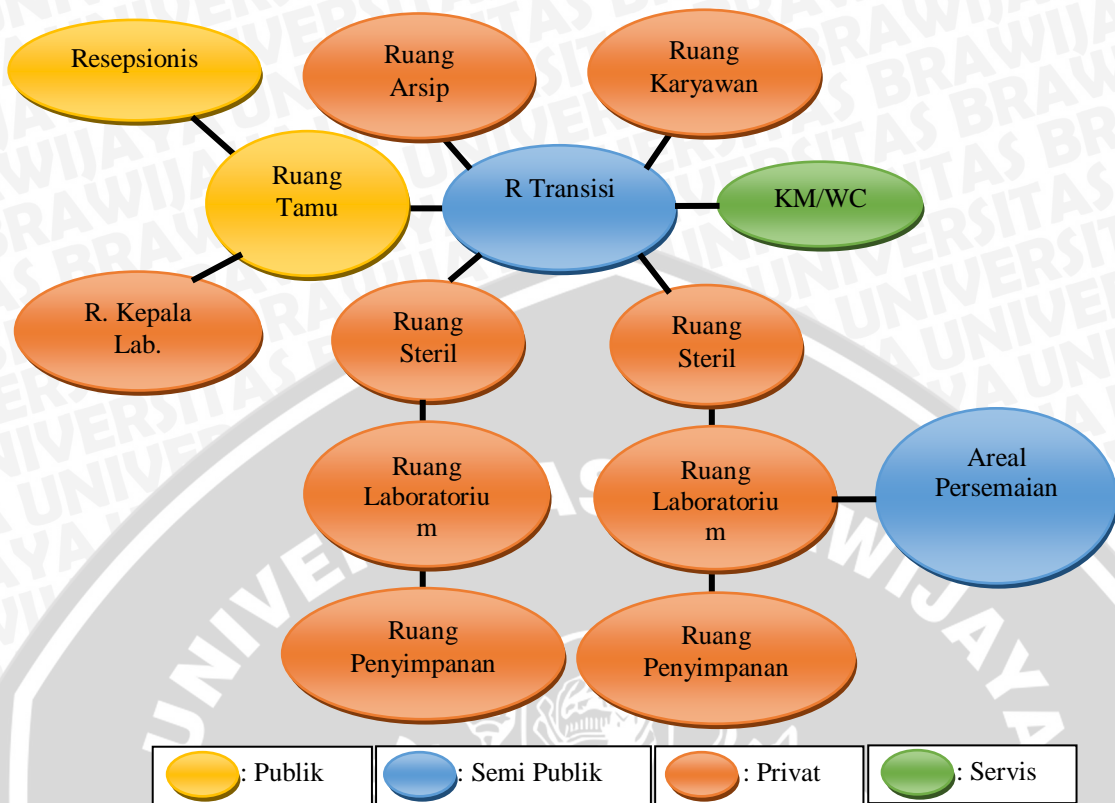 Resepsionis
Ruang
Arsip
Ruang
Karyawan
Ruang
Tamu
R Transisi
KM/WC
R. Kepala
Lab.
Ruang
Steril
Ruang
Steril
Ruang
Laboratoriu
m
Ruang
Laboratoriu
m
Areal
Persemaian
Ruang
Penyimpanan
Ruang
Penyimpanan
: Publik
: Semi Publik
: Privat
: Servis